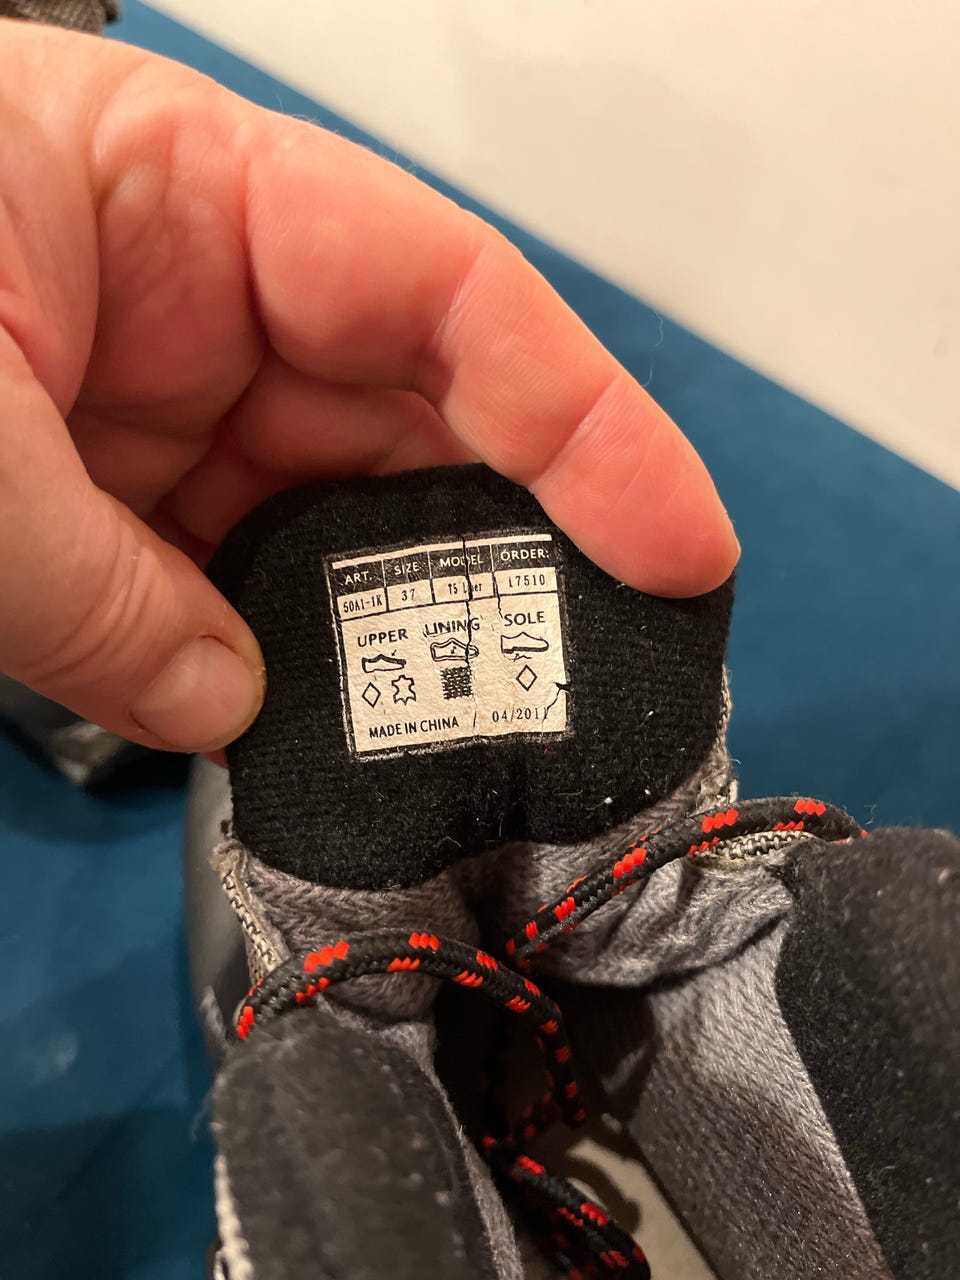 ART. SIZE MODEL ORDER:
50A1-1K 37 17510
UPPER LINING SOLE
MADE IN CHINA / 04/2011